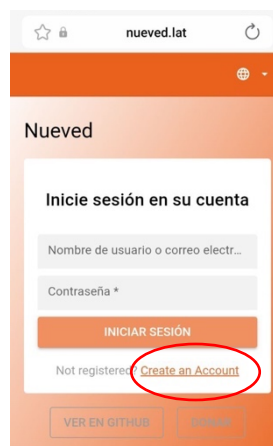 nueved.lat
Nueved
Inicie sesión en su cuenta
Nombre de usuario o correo electr...
Contraseña *
INICIAR SESIÓN
Not registered? Create an Account
VER EN GITHUB